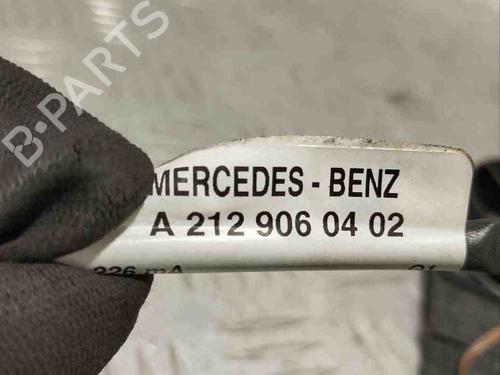 B·PARTS
MERCEDES - BENZ
A 212 906 04 02
226 mA